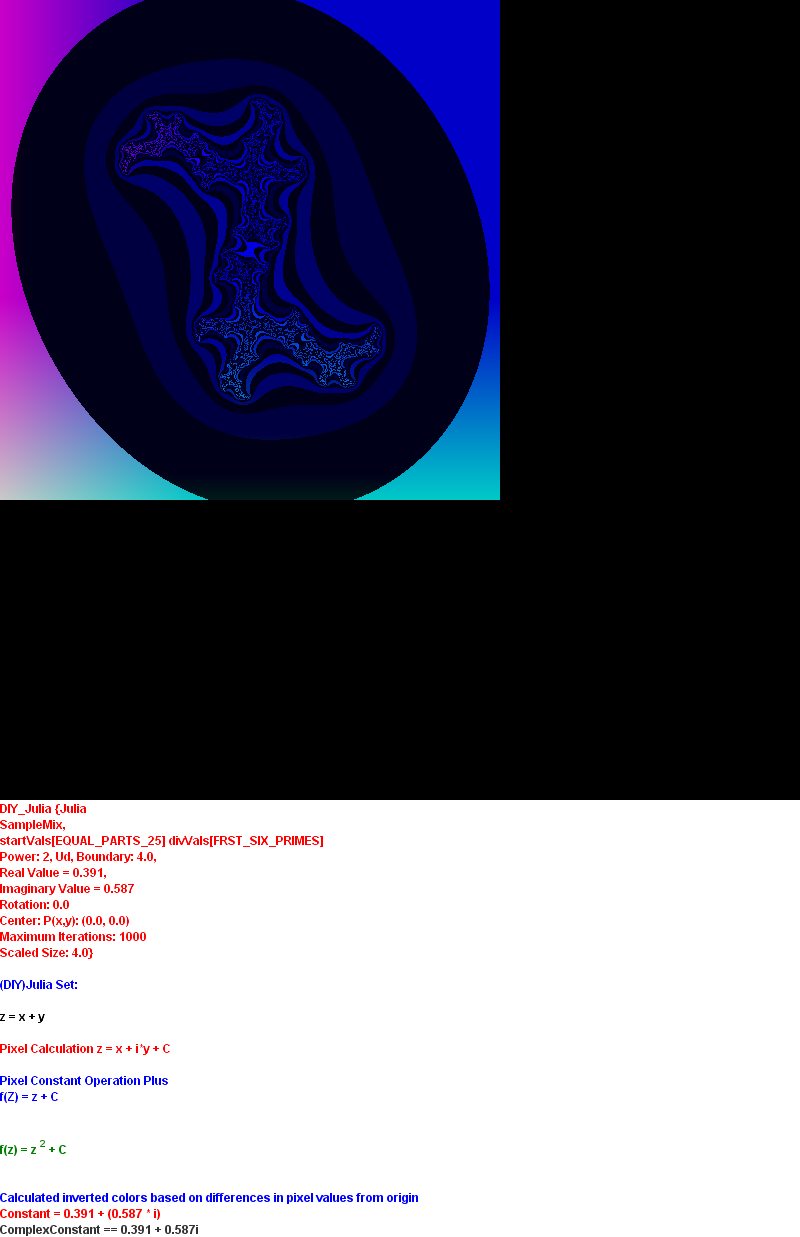 DIY_Julia {Julia
SampleMix,
startVals[EQUAL_PARTS_25] divVals[FRST_SIX_PRIMES]
Power: 2, Ud, Boundary: 4.0,
Real Value = 0.391,
Imaginary Value = 0.587
Rotation: 0.0
Center: P(x,y): (0.0, 0.0)
Maximum Iterations: 1000
Scaled Size: 4.0}
(DIY)Julia Set:
z = x + y
Pixel Calculation z = x + i*y + C
Pixel Constant Operation Plus
f(Z) = z + C
f(z) = z 2 + C
Calculated inverted colors based on differences in pixel values from origin
Constant = 0.391 + (0.587 * i)
ComplexConstant == 0.391 + 0.587i